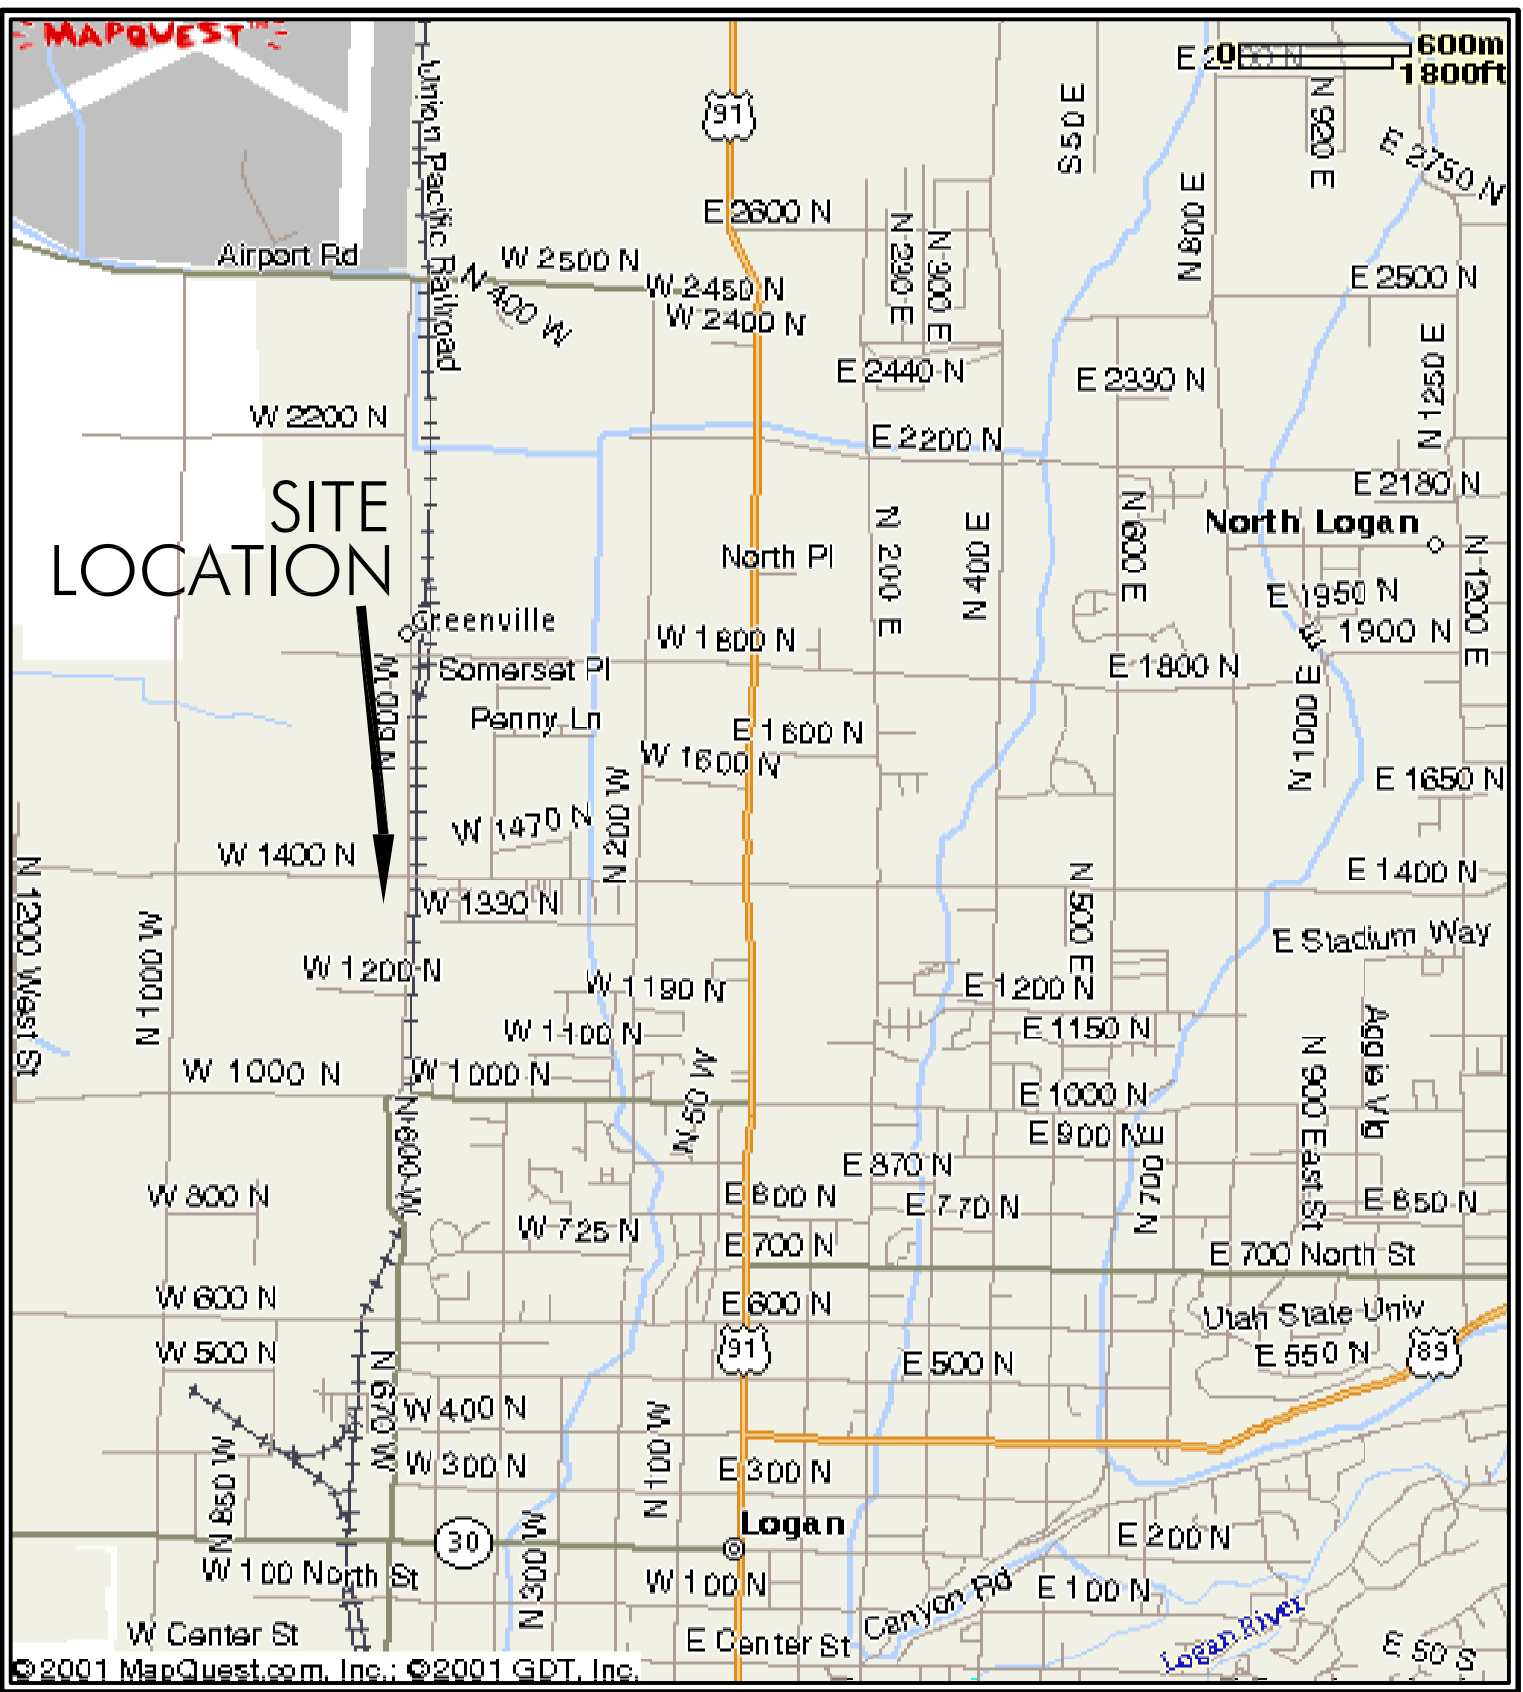 MAPQUEST™
600m
0
1800ft
Union Pacific Railroad
91
N 920 E
E 2750 N
N 800 E
E 2600 N
N 290 E
N 300 E
Airport Rd
W 2500 N
E 2500 N
W 2450 N
N 400 W
W 2400 N
E 2440 N
E 2330 N
N 1250 E
W 2200 N
E 2200 N
E 2180 N
SITE
LOCATION
North Logan
N 200 E
N 400 E
N 600 E
N 1200 E
North Pl
E 1950 N
Greenville
W 1800 N
1900 N
Somerset Pl
E 1800 N
N 600 W
Penny Ln
E 1600 N
W 1600 N
N 1000 E
E 1650 N
N 200 W
W 1470 N
W 1400 N
E 1400 N
N 1200 West St
W 1330 N
N 500 E
N 1000 W
E Stadium Way
W 1200 N
W 1190 N
E 1200 N
W 1100 N
E 1150 N
Aggie Vlg
N 900 East St
W 1000 N
W 1000 N
N 50 W
E 1000 N
N 600 W
E 900 N
N 700 E
E 870 N
W 800 N
E 800 N
E 770 N
E 850 N
W 725 N
E 700 N
E 700 North St
W 600 N
E 600 N
Utah State Univ
W 500 N
91
E 500 N
E 550 N
89
N 670 W
W 400 N
N 100 W
N 850 W
W 300 N
E 300 N
Logan
30
N 300 W
E 200 N
W 100 North St
W 100 N
Canyon Rd
E 100 N
Logan River
W Center St
E Center St
E 50 S
©2001 MapQuest.com, Inc.; ©2001 GDT, Inc.